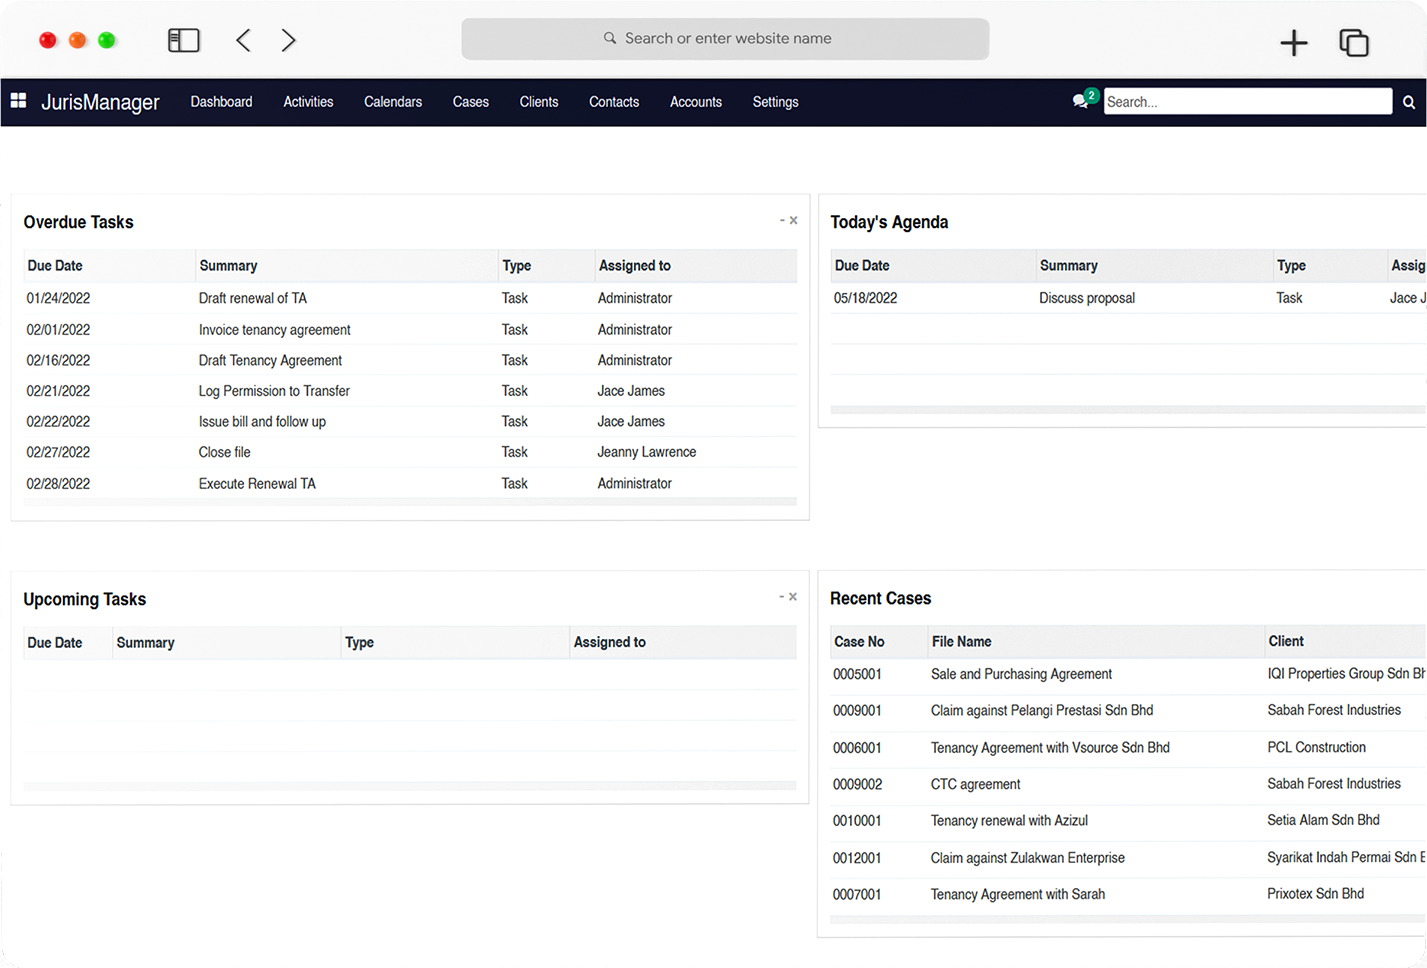 Search or enter website name
JurisManager Dashboard Activities Calendars Cases Clients Contacts Accounts Settings 2 Search...
Overdue Tasks - x
Due Date Summary Type Assigned to
01/24/2022 Draft renewal of TA Task Administrator
02/01/2022 Invoice tenancy agreement Task Administrator
02/16/2022 Draft Tenancy Agreement Task Administrator
02/21/2022 Log Permission to Transfer Task Jace James
02/22/2022 Issue bill and follow up Task Jace James
02/27/2022 Close file Task Jeanny Lawrence
02/28/2022 Execute Renewal TA Task Administrator
Today's Agenda
Due Date Summary Type Assig
05/18/2022 Discuss proposal Task Jace J
Upcoming Tasks - x
Due Date Summary Type Assigned to
Recent Cases
Case No File Name Client
0005001 Sale and Purchasing Agreement IQI Properties Group Sdn Bh
0009001 Claim against Pelangi Prestasi Sdn Bhd Sabah Forest Industries
0006001 Tenancy Agreement with Vsource Sdn Bhd PCL Construction
0009002 CTC agreement Sabah Forest Industries
0010001 Tenancy renewal with Azizul Setia Alam Sdn Bhd
0012001 Claim against Zulakwan Enterprise Syarikat Indah Permai Sdn B
0007001 Tenancy Agreement with Sarah Prixotex Sdn Bhd